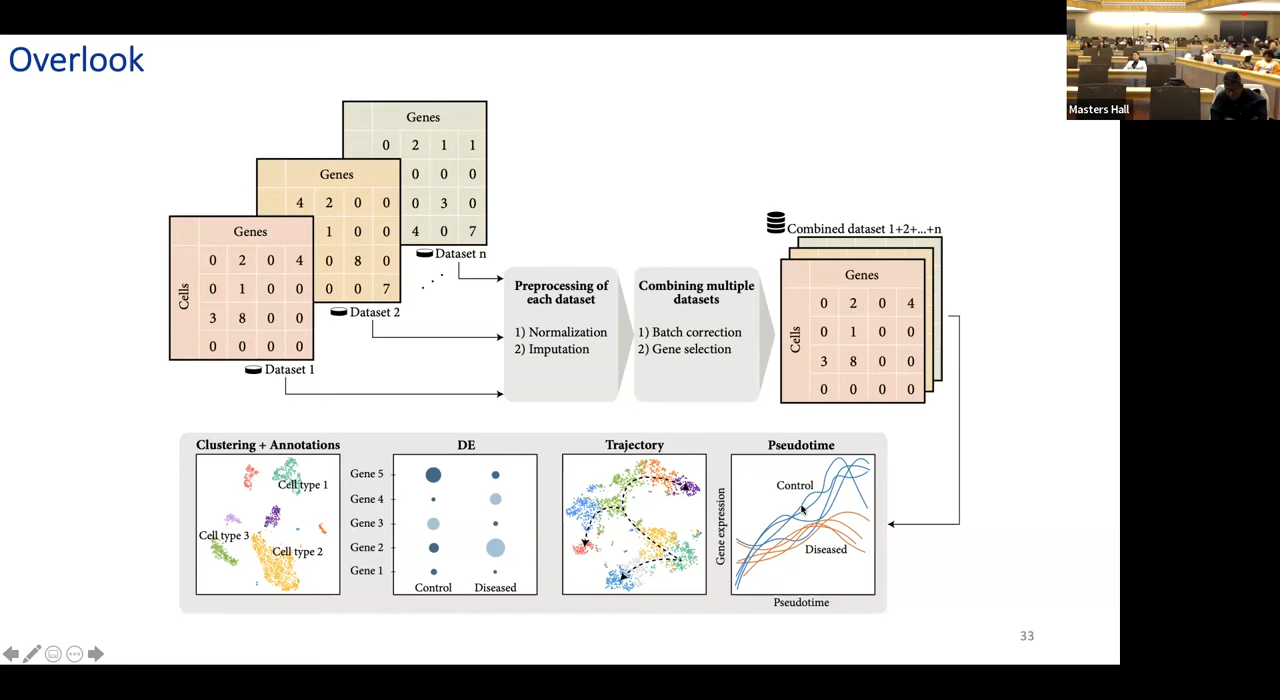 Overlook
Masters Hall
Genes
0 2 1 1
0 0 0
0 3 0
4 0 7
Dataset n
Genes
4 2 0 0
1 0 0
0 8 0
0 0 7
Dataset 2
Genes
Cells
0 2 0 4
0 1 0 0
3 8 0 0
0 0 0 0
Dataset 1
Preprocessing of
each dataset
1) Normalization
2) Imputation
Combining multiple
datasets
1) Batch correction
2) Gene selection
Combined dataset 1+2+...+n
Genes
Cells
0 2 0 4
0 1 0 0
3 8 0 0
0 0 0 0
Clustering + Annotations
Cell type 1
Cell type 3
Cell type 2
DE
Gene 5
Gene 4
Gene 3
Gene 2
Gene 1
Control Diseased
Trajectory
Pseudotime
Gene expression
Control
Diseased
Pseudotime
33